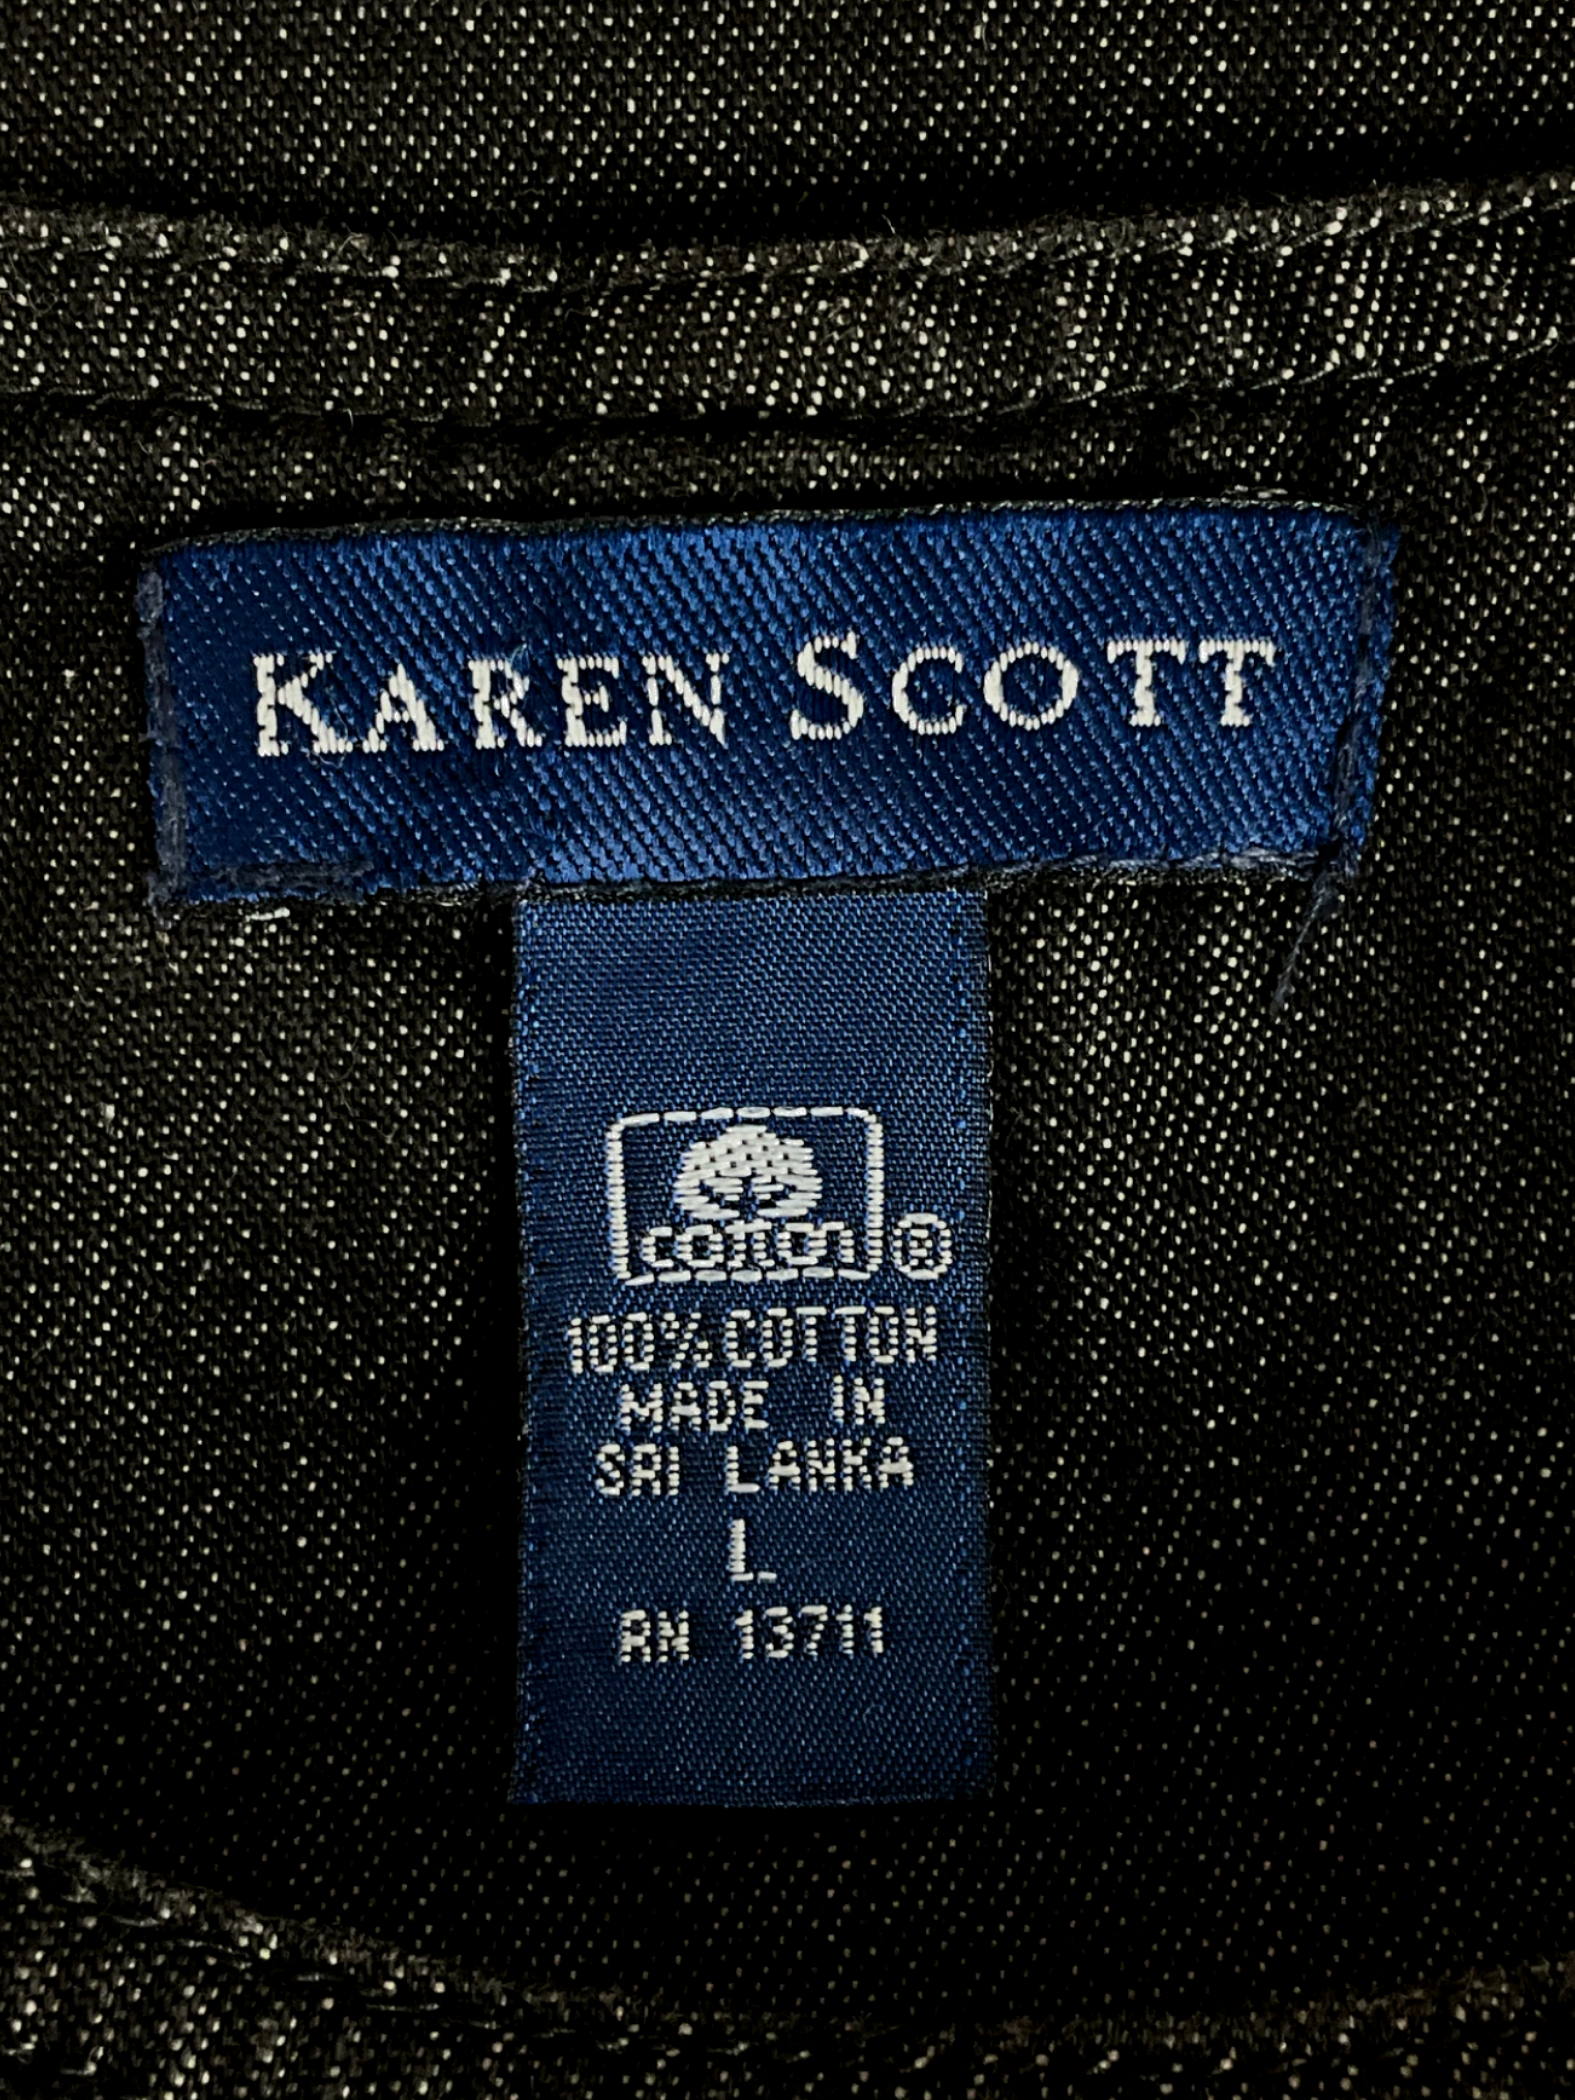 KAREN SCOTT
cotton®
100% COTTON
MADE IN
SRI LANKA
L
RN 13711